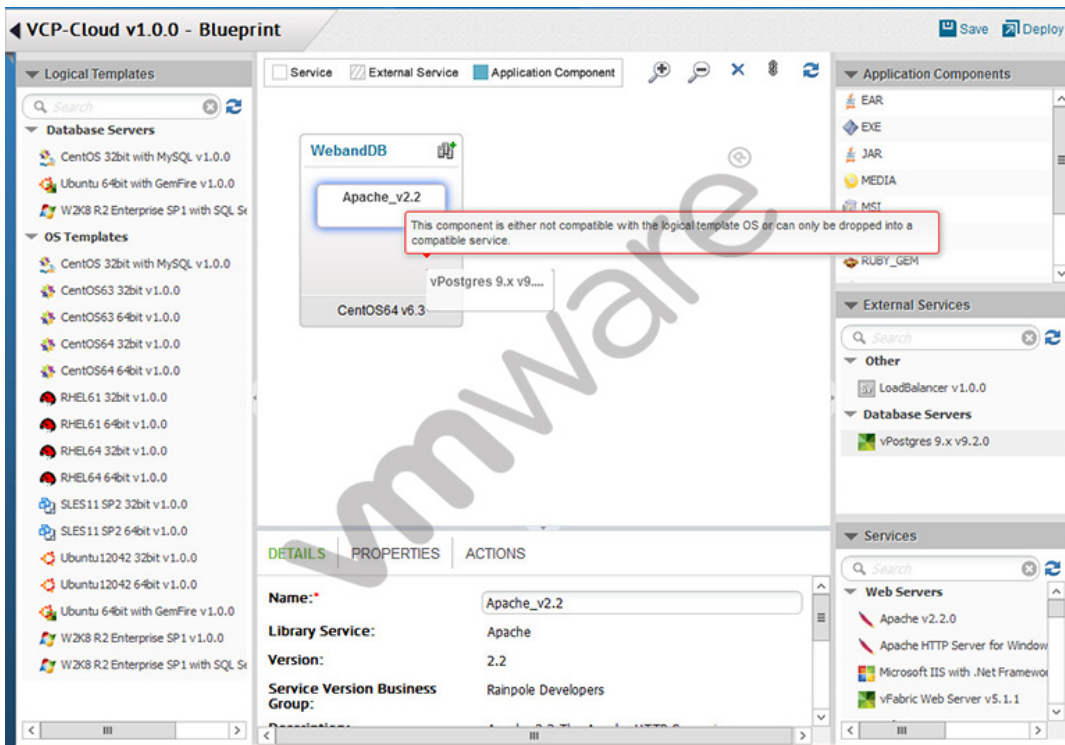 VCP-Cloud v1.0.0 - Blueprint
Save
Deploy
Logical Templates
Search
Database Servers
CentOS 32bit with MySQL v1.0.0
Ubuntu 64bit with GemFire v1.0.0
W2K8 R2 Enterprise SP1 with SQL Se
OS Templates
CentOS 32bit with MySQL v1.0.0
CentOS63 32bit v1.0.0
CentOS63 64bit v1.0.0
CentOS64 32bit v1.0.0
CentOS64 64bit v1.0.0
RHEL61 32bit v1.0.0
RHEL61 64bit v1.0.0
RHEL64 32bit v1.0.0
RHEL64 64bit v1.0.0
SLES11 SP2 32bit v1.0.0
SLES11 SP2 64bit v1.0.0
Ubuntu12042 32bit v1.0.0
Ubuntu12042 64bit v1.0.0
Ubuntu 64bit with GemFire v1.0.0
W2K8 R2 Enterprise SP1 v1.0.0
W2K8 R2 Enterprise SP1 with SQL Se
Service
External Service
Application Component
WebandDB
Apache_v2.2
This component is either not compatible with the logical template OS or can only be dropped into a
compatible service.
vPostgres 9.x v9....
CentOS64 v6.3
vmware
DETAILS
PROPERTIES
ACTIONS
Name:*
Apache_v2.2
Library Service:
Apache
Version:
2.2
Service Version Business
Group:
Rainpole Developers
Application Components
EAR
EXE
JAR
MEDIA
MSI
RUBY_GEM
External Services
Search
Other
LoadBalancer v1.0.0
Database Servers
vPostgres 9.x v9.2.0
Services
Search
Web Servers
Apache v2.2.0
Apache HTTP Server for Window
Microsoft IIS with .Net Framewor
vFabric Web Server v5.1.1